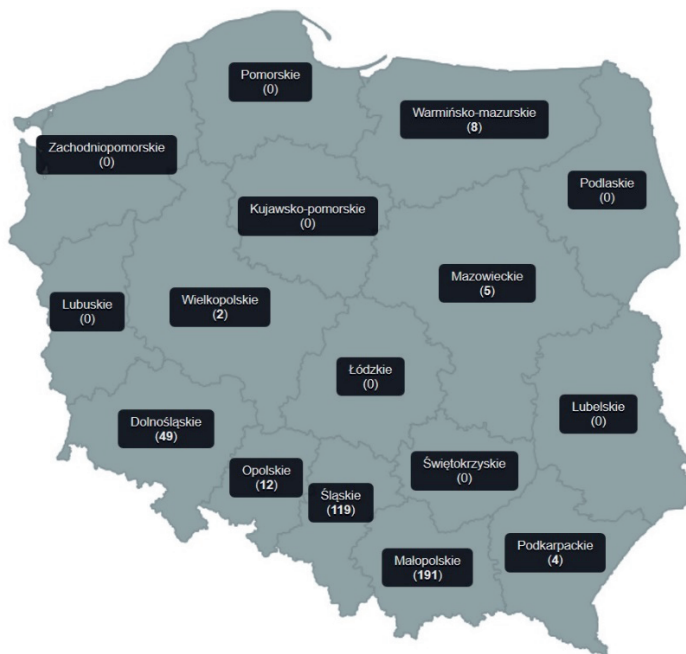 Pomorskie
(0)
Warmińsko-mazurskie
(8)
Zachodniopomorskie
(0)
Podlaskie
(0)
Kujawsko-pomorskie
(0)
Mazowieckie
(5)
Lubuskie
(0)
Wielkopolskie
(2)
Łódzkie
(0)
Lubelskie
(0)
Dolnośląskie
(49)
Opolskie
(12)
Świętokrzyskie
(0)
Śląskie
(119)
Małopolskie
(191)
Podkarpackie
(4)